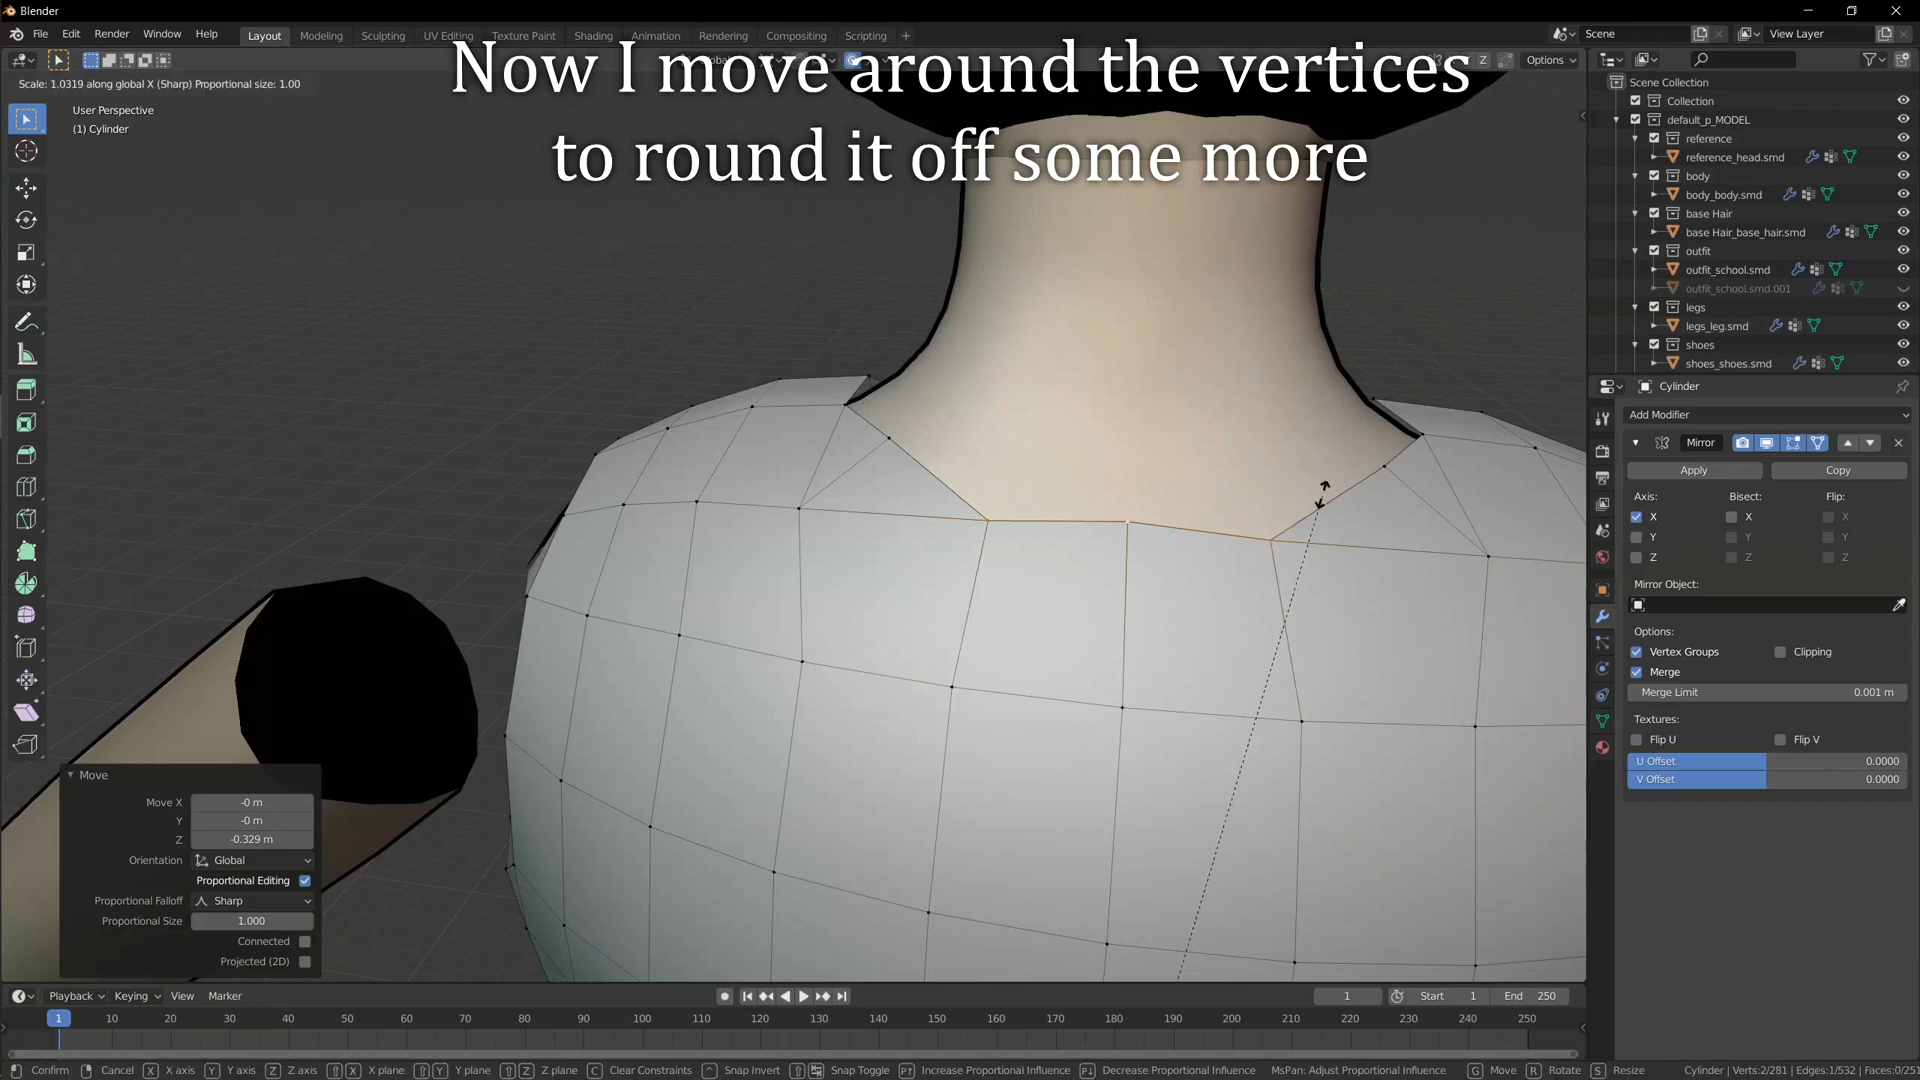 Blender
File Edit Render Window Help
Layout Modeling Sculpting UV Editing Texture Paint Shading Animation Rendering Compositing Scripting +
Scene
View Layer
Z
Options
Now I move around the vertices
to round it off some more
Scale: 1.0319 along global X (Sharp) Proportional size: 1.00
User Perspective
(1) Cylinder
Scene Collection
Collection
default_p_MODEL
reference
reference_head.smd
body
body_body.smd
base Hair
base Hair_base_hair.smd
outfit
outfit_school.smd
outfit_school.smd.001
legs
legs_leg.smd
shoes
shoes_shoes.smd
Cylinder
Add Modifier
Mirror
Apply Copy
Axis: Bisect: Flip:
X X X
Y Y Y
Z Z Z
Mirror Object:
Options:
Vertex Groups Clipping
Merge
Merge Limit 0.001 m
Textures:
Flip U Flip V
U Offset 0.0000
V Offset 0.0000
Move
Move X -0 m
Y -0 m
Z -0.329 m
Orientation Global
Proportional Editing
Proportional Falloff Sharp
Proportional Size 1.000
Connected
Projected (2D)
Playback Keying View Marker
1 Start 1 End 250
1 10 20 30 40 50 60 70 80 90 100 110 120 130 140 150 160 170 180 190 200 210 220 230 240 250
Confirm Cancel X X axis Y Y axis Z Z axis X X plane Y Y plane Z Z plane C Clear Constraints Snap Invert Snap Toggle Increase Proportional Influence Decrease Proportional Influence MsPan: Adjust Proportional Influence G Move R Rotate S Resize Cylinder | Verts:2/281 | Edges:1/532 | Faces:0/251